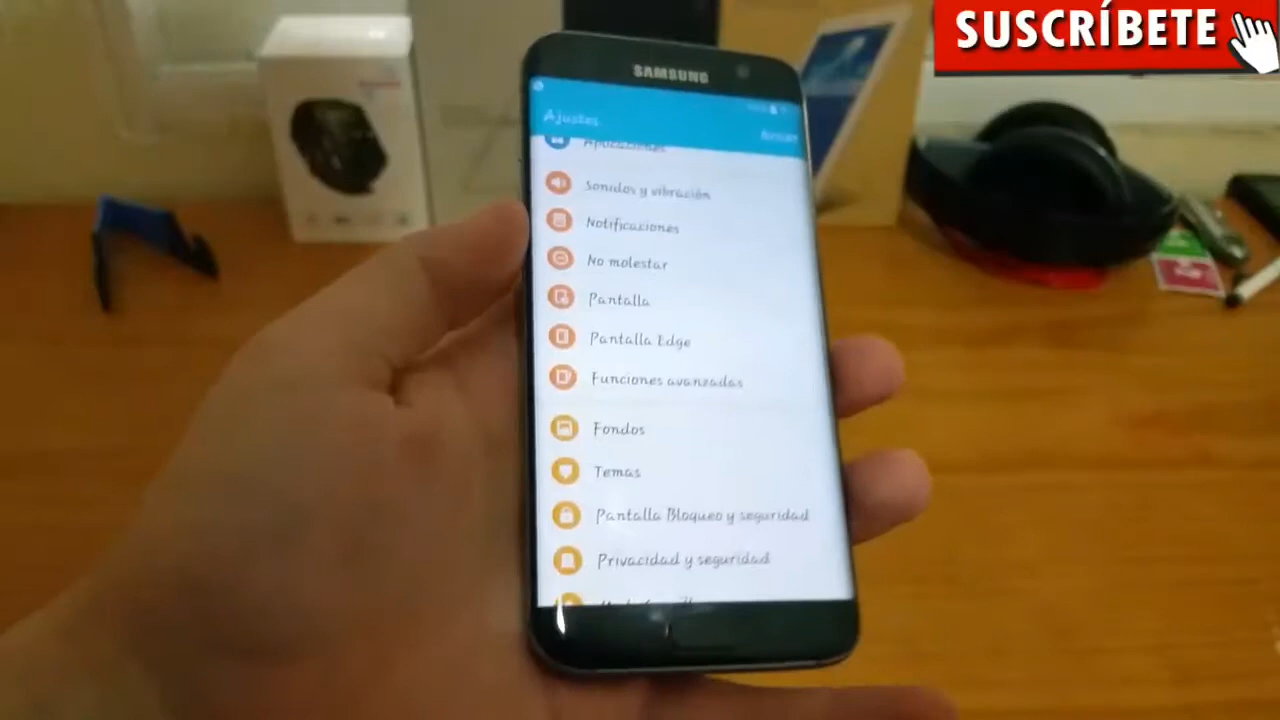 SUSCRÍBETE
SAMSUNG
Ajustes
Aplicaciones
Sonidos y vibración
Notificaciones
No molestar
Pantalla
Pantalla Edge
Funciones avanzadas
Fondos
Temas
Pantalla Bloqueo y seguridad
Privacidad y seguridad